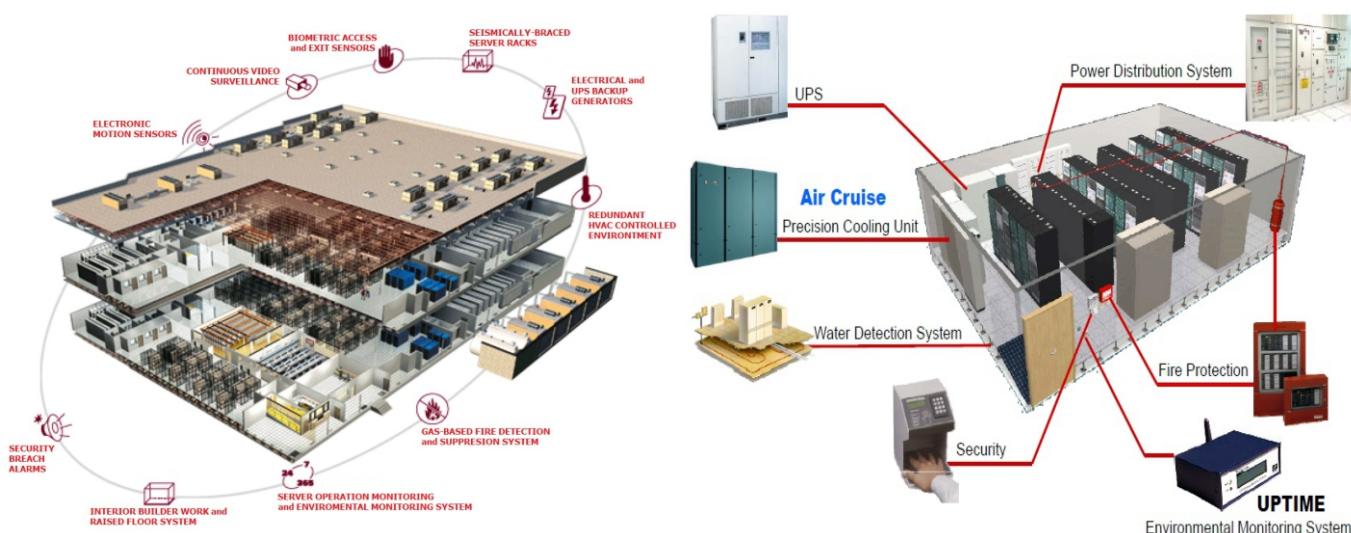 BIOMETRIC ACCESS
and EXIT SENSORS
SEISMICALLY-BRACED
SERVER RACKS
CONTINUOUS VIDEO
SURVEILLANCE
ELECTRICAL and
UPS BACKUP
GENERATORS
ELECTRONIC
MOTION SENSORS
REDUNDANT
HVAC CONTROLLED
ENVIRONTMENT
GAS-BASED FIRE DETECTION
and SUPPRESION SYSTEM
SECURITY
BREACH
ALARMS
24 7
365
SERVER OPERATION MONITORING
and ENVIROMENTAL MONITORING SYSTEM
INTERIOR BUILDER WORK and
RAISED FLOOR SYSTEM
UPS
Power Distribution System
Air Cruise
Precision Cooling Unit
Water Detection System
Fire Protection
Security
UPTIME
Environmental Monitoring System